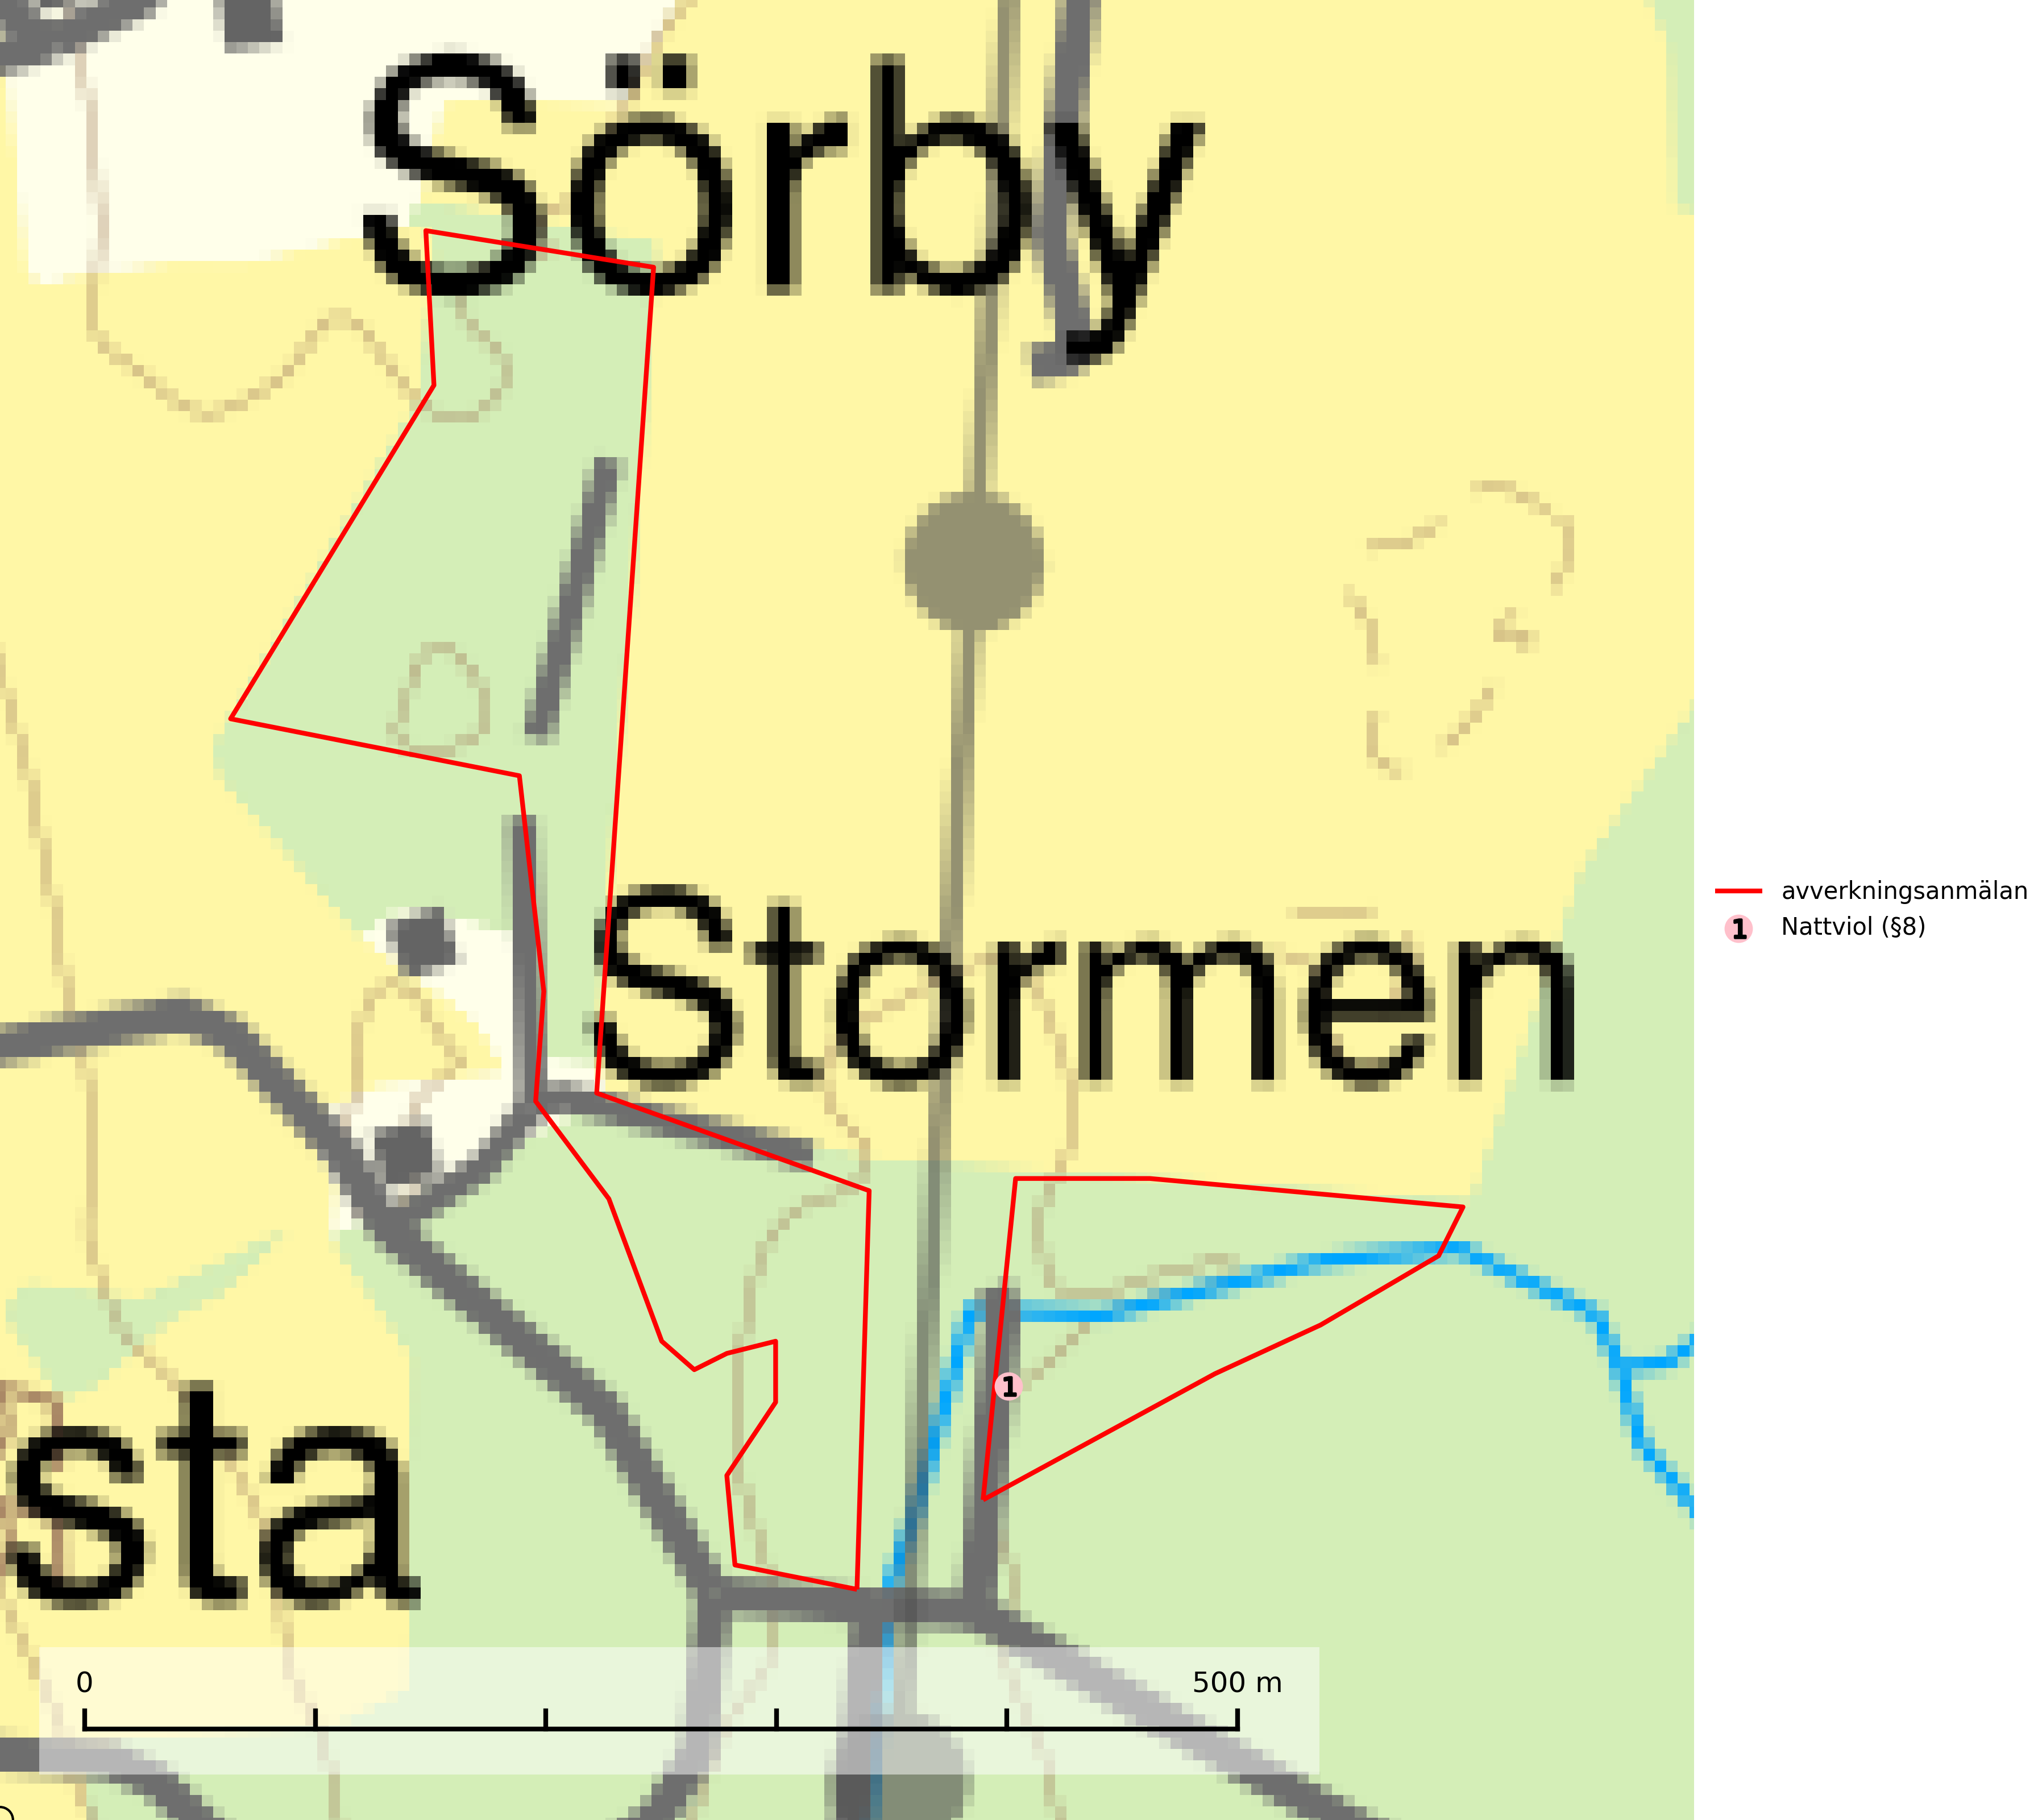 Sörby
Stormen
avverkningsanmälan
1 Nattviol (§8)
1
sta
0 500 m